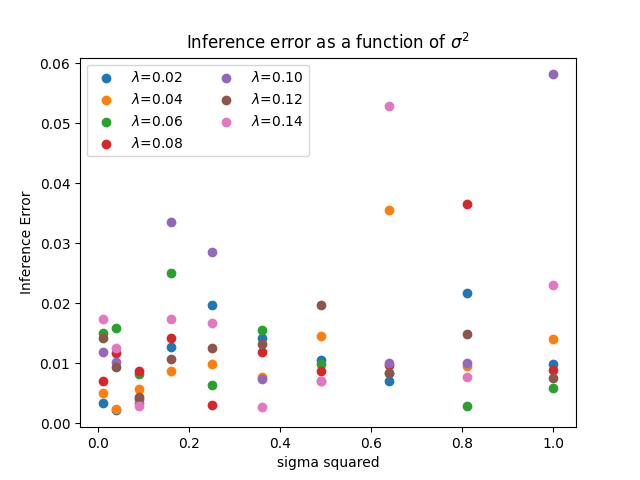 Inference error as a function of σ²
Inference Error
0.06
0.05
0.04
0.03
0.02
0.01
0.00
λ=0.02
λ=0.04
λ=0.06
λ=0.08
λ=0.10
λ=0.12
λ=0.14
0.0 0.2 0.4 0.6 0.8 1.0
sigma squared